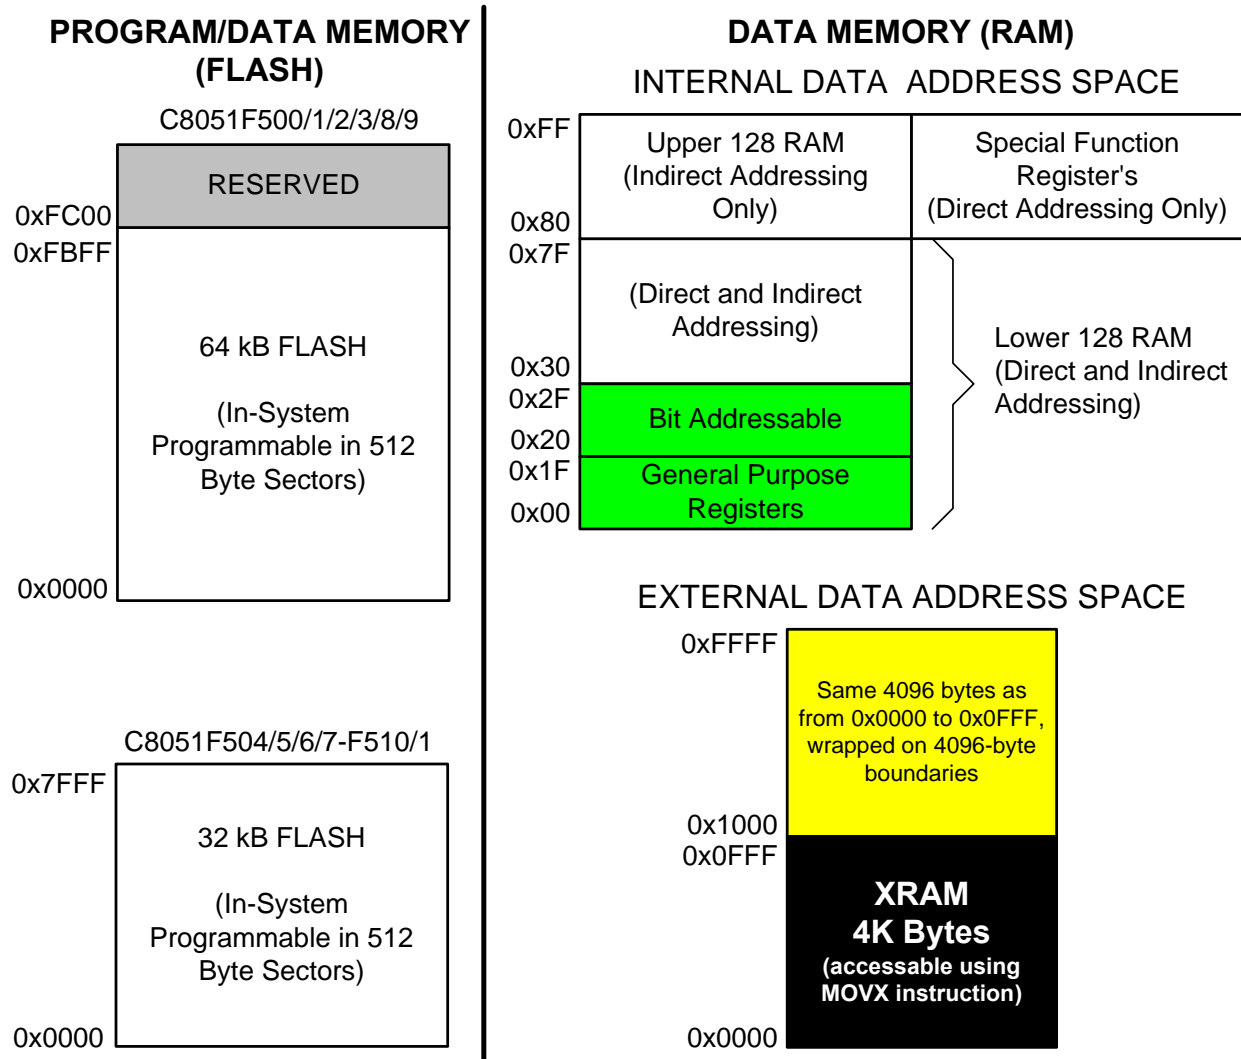 PROGRAM/DATA MEMORY
(FLASH)
C8051F500/1/2/3/8/9
RESERVED
0xFC00
0xFBFF
64 kB FLASH
(In-System
Programmable in 512
Byte Sectors)
0x0000
C8051F504/5/6/7-F510/1
0x7FFF
32 kB FLASH
(In-System
Programmable in 512
Byte Sectors)
0x0000
DATA MEMORY (RAM)
INTERNAL DATA ADDRESS SPACE
0xFF
Upper 128 RAM
(Indirect Addressing
Only)
0x80
Special Function
Register's
(Direct Addressing Only)
0x7F
(Direct and Indirect
Addressing)
0x30
0x2F
Bit Addressable
0x20
0x1F
General Purpose
Registers
0x00
Lower 128 RAM
(Direct and Indirect
Addressing)
EXTERNAL DATA ADDRESS SPACE
0xFFFF
Same 4096 bytes as
from 0x0000 to 0x0FFF,
wrapped on 4096-byte
boundaries
0x1000
0x0FFF
XRAM
4K Bytes
(accessable using
MOVX instruction)
0x0000